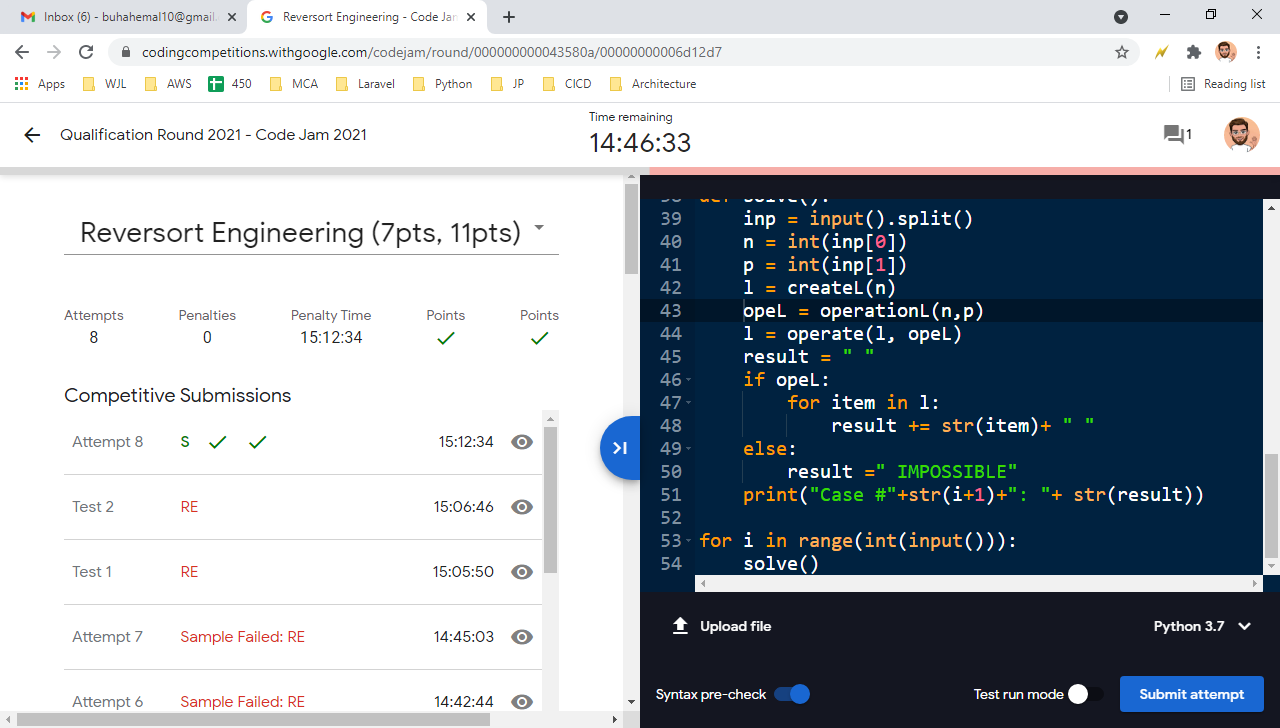 Inbox (6) - buhahemal10@gmail.
Reversort Engineering - Code Jan
codingcompetitions.withgoogle.com/codejam/round/000000000043580a/00000000006d12d7
Apps WJL AWS 450 MCA Laravel Python JP CICD Architecture Reading list
Qualification Round 2021 - Code Jam 2021
Time remaining
14:46:33
1
Reversort Engineering (7pts, 11pts)
Attempts Penalties Penalty Time Points Points
8 0 15:12:34
Competitive Submissions
Attempt 8 S 15:12:34
Test 2 RE 15:06:46
Test 1 RE 15:05:50
Attempt 7 Sample Failed: RE 14:45:03
Attempt 6 Sample Failed: RE 14:42:44
38 def solve():
39 inp = input().split()
40 n = int(inp[0])
41 p = int(inp[1])
42 l = createL(n)
43 opeL = operationL(n,p)
44 l = operate(l, opeL)
45 result = " "
46 if opeL:
47 for item in l:
48 result += str(item)+ " "
49 else:
50 result =" IMPOSSIBLE"
51 print("Case #"+str(i+1)+": "+ str(result))
52
53 for i in range(int(input())):
54 solve()
Upload file
Python 3.7
Syntax pre-check
Test run mode
Submit attempt